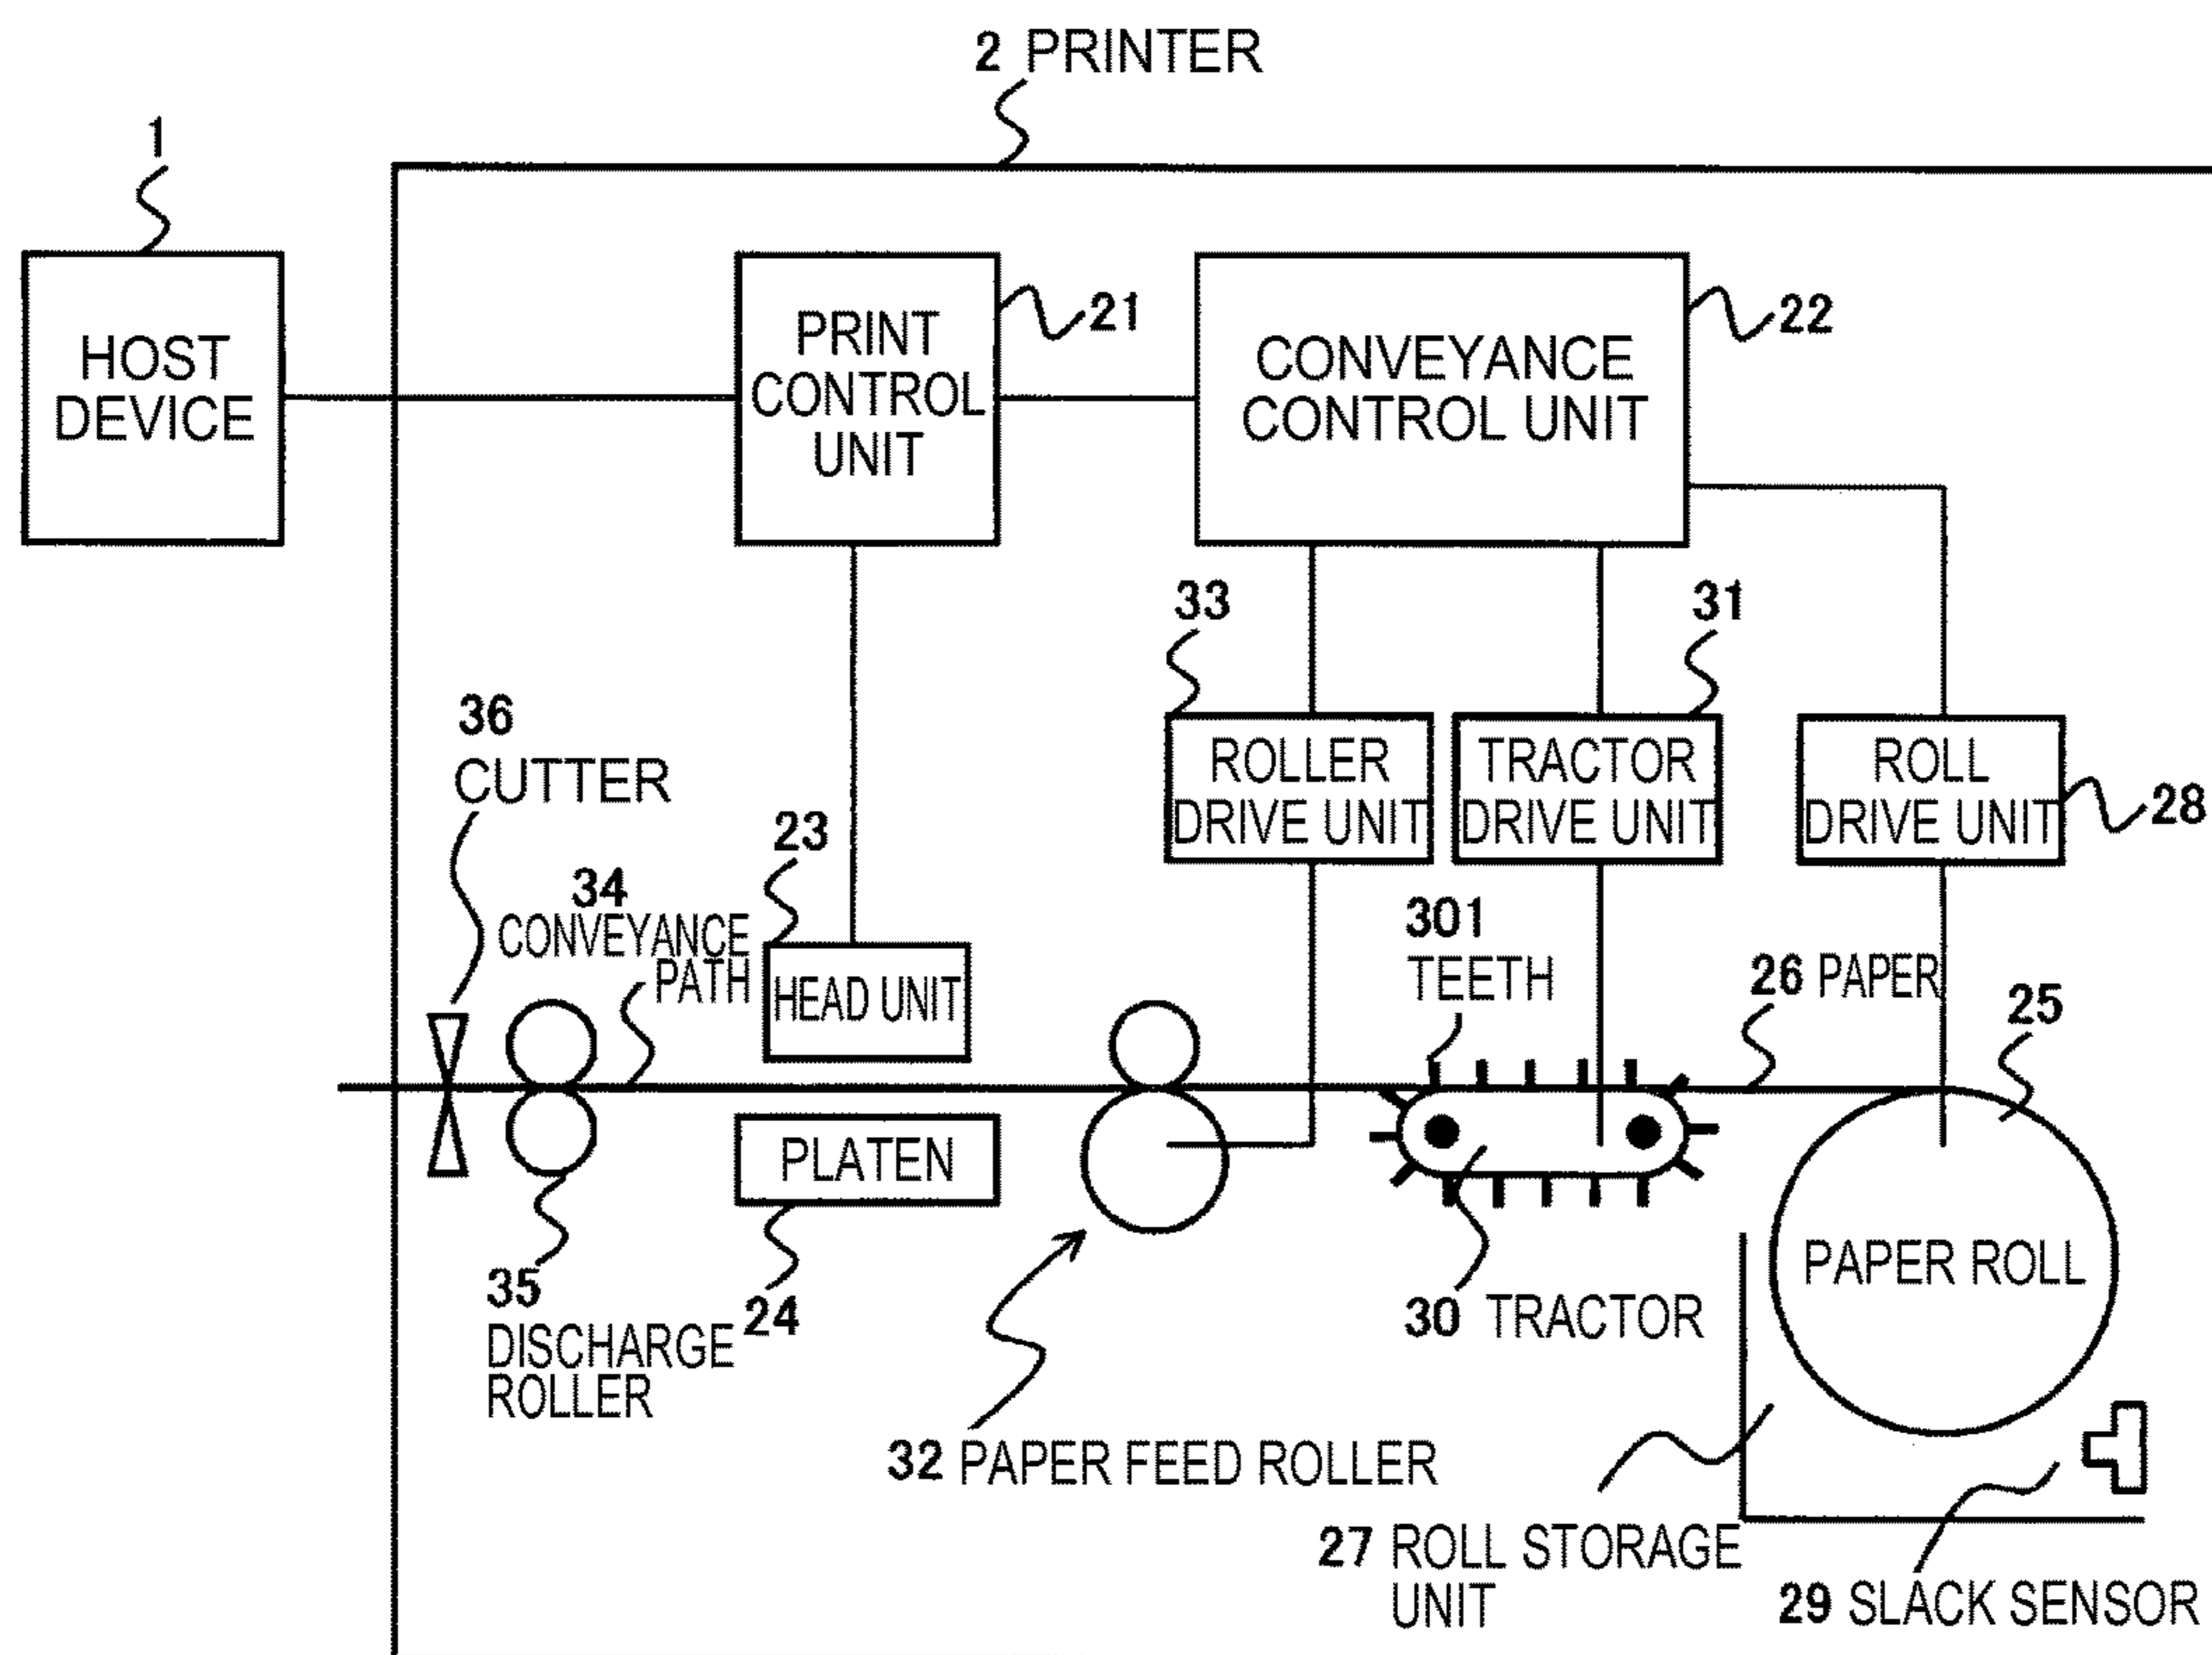 2 PRINTER
1
HOST
DEVICE
PRINT
CONTROL
UNIT
21
CONVEYANCE
CONTROL UNIT
22
33
31
ROLLER
DRIVE UNIT
TRACTOR
DRIVE UNIT
ROLL
DRIVE UNIT
28
36
CUTTER
23
34
CONVEYANCE
PATH
HEAD UNIT
301
TEETH
26 PAPER
25
PLATEN
35
DISCHARGE
ROLLER
24
30 TRACTOR
PAPER ROLL
32 PAPER FEED ROLLER
27 ROLL STORAGE
UNIT
29 SLACK SENSOR